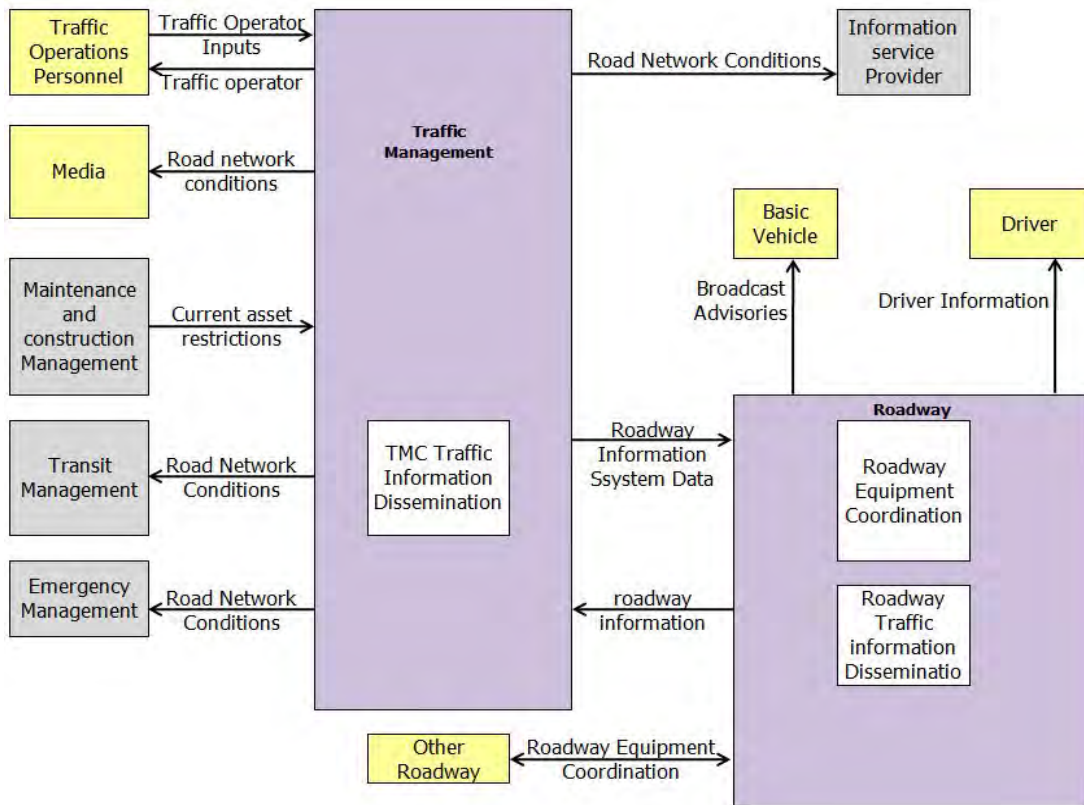 Traffic
Operations
Personnel
Traffic Operator
Inputs
Traffic operator
Road Network Conditions
Information
service
Provider
Traffic
Management
Media
Road network
conditions
Basic
Vehicle
Driver
Maintenance
and
construction
Management
Current asset
restrictions
Broadcast
Advisories
Driver Information
Roadway
Transit
Management
Road Network
Conditions
TMC Traffic
Information
Dissemination
Roadway
Information
Ssystem Data
Roadway
Equipment
Coordination
Emergency
Management
Road Network
Conditions
roadway
information
Roadway
Traffic
information
Disseminatio
Other
Roadway
Roadway Equipment
Coordination